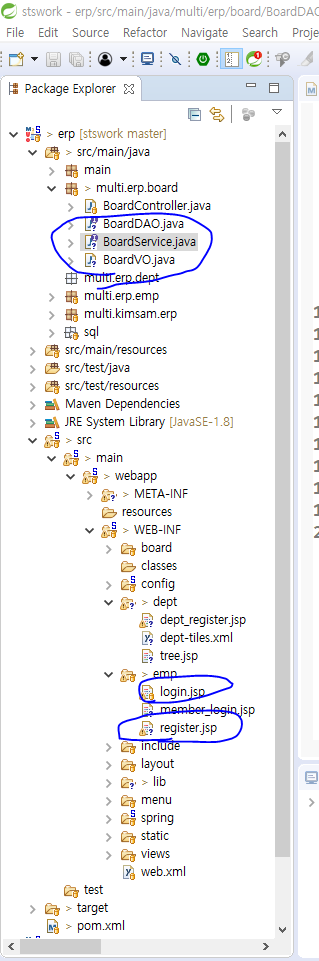 stswork - erp/src/main/java/multi/erp/board/BoardDAO
File Edit Source Refactor Navigate Search Proje
Package Explorer
> erp [stswork master]
> src/main/java
main
> multi.erp.board
BoardController.java
BoardDAO.java
BoardService.java
BoardVO.java
multi.erp.dept
> multi.erp.emp
multi.kimsam.erp
> sql
src/main/resources
src/test/java
src/test/resources
Maven Dependencies
JRE System Library [JavaSE-1.8]
> src
> main
> webapp
> META-INF
resources
> WEB-INF
board
classes
config
> dept
dept_register.jsp
dept-tiles.xml
tree.jsp
> emp
login.jsp
member_login.jsp
register.jsp
include
layout
> lib
menu
spring
static
views
web.xml
test
> target
> pom.xml